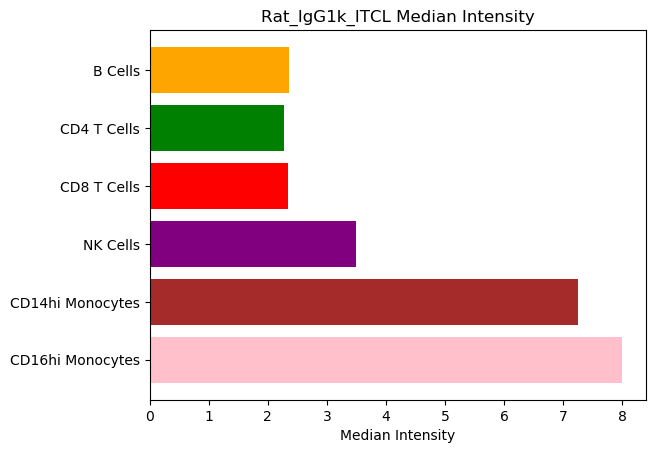 Rat_IgG1k_ITCL Median Intensity
B Cells
CD4 T Cells
CD8 T Cells
NK Cells
CD14hi Monocytes
CD16hi Monocytes
0 1 2 3 4 5 6 7 8
Median Intensity